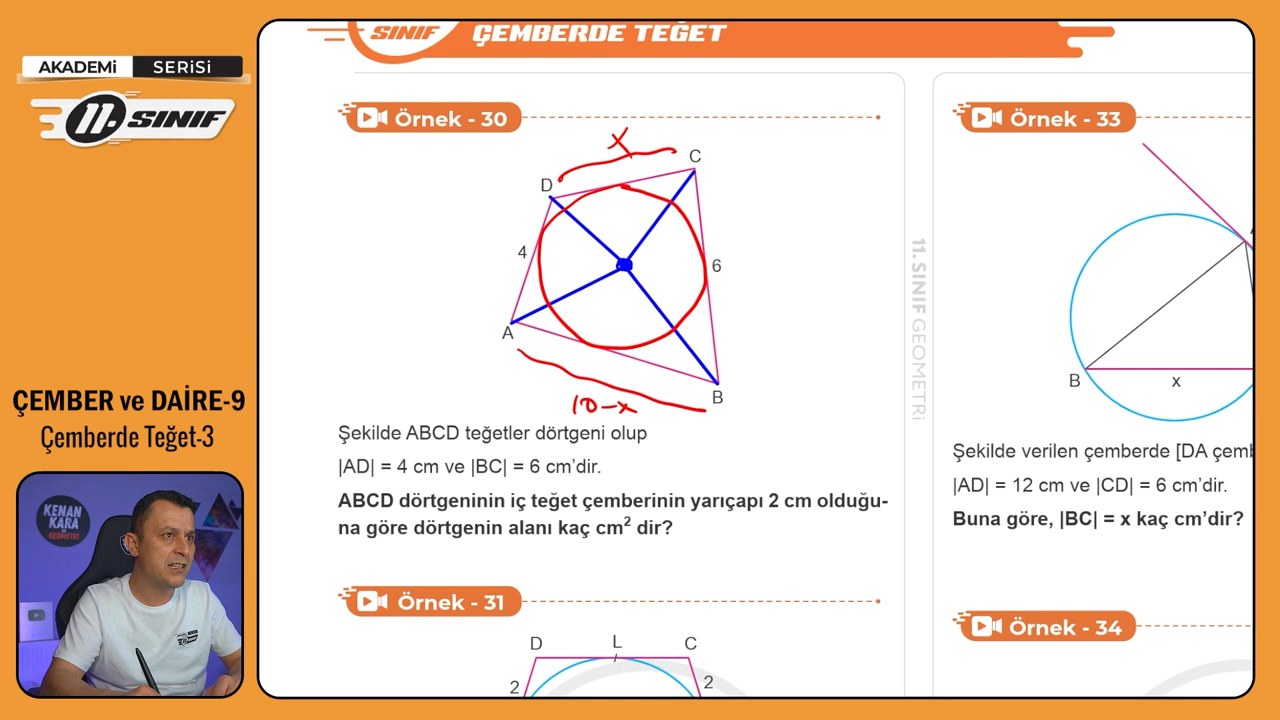 AKADEMİ SERİSİ
11. SINIF
SINIF ÇEMBERDE TEĞET
Örnek - 30
x
C
D
4
6
A
B
10-x
Şekilde ABCD teğetler dörtgeni olup
|AD| = 4 cm ve |BC| = 6 cm'dir.
ABCD dörtgeninin iç teğet çemberinin yarıçapı 2 cm olduğu-
na göre dörtgenin alanı kaç cm² dir?
Örnek - 31
D L C
2 2
11. SINIF GEOMETRİ
Örnek - 33
B
x
Şekilde verilen çemberde [DA çemb
|AD| = 12 cm ve |CD| = 6 cm'dir.
Buna göre, |BC| = x kaç cm'dir?
Örnek - 34
ÇEMBER ve DAİRE-9
Çemberde Teğet-3
KENAN
KARA
GEOMETRİ